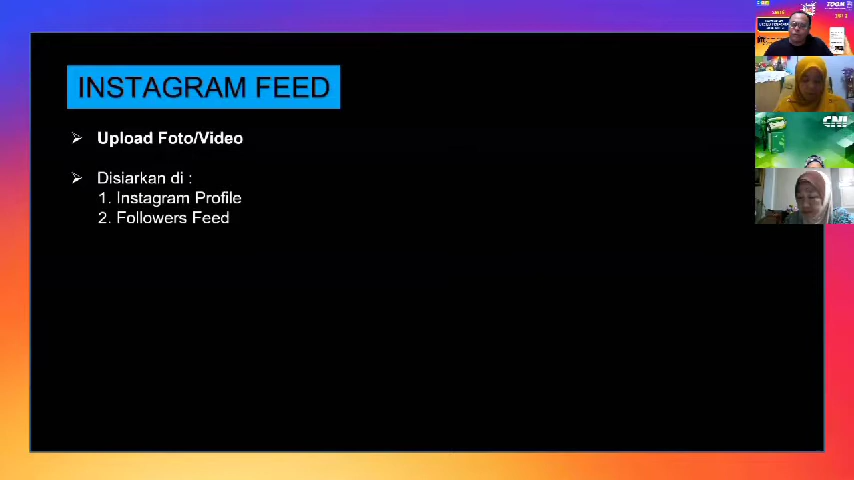 INSTAGRAM FEED
➢ Upload Foto/Video
➢ Disiarkan di :
1. Instagram Profile
2. Followers Feed
CNI